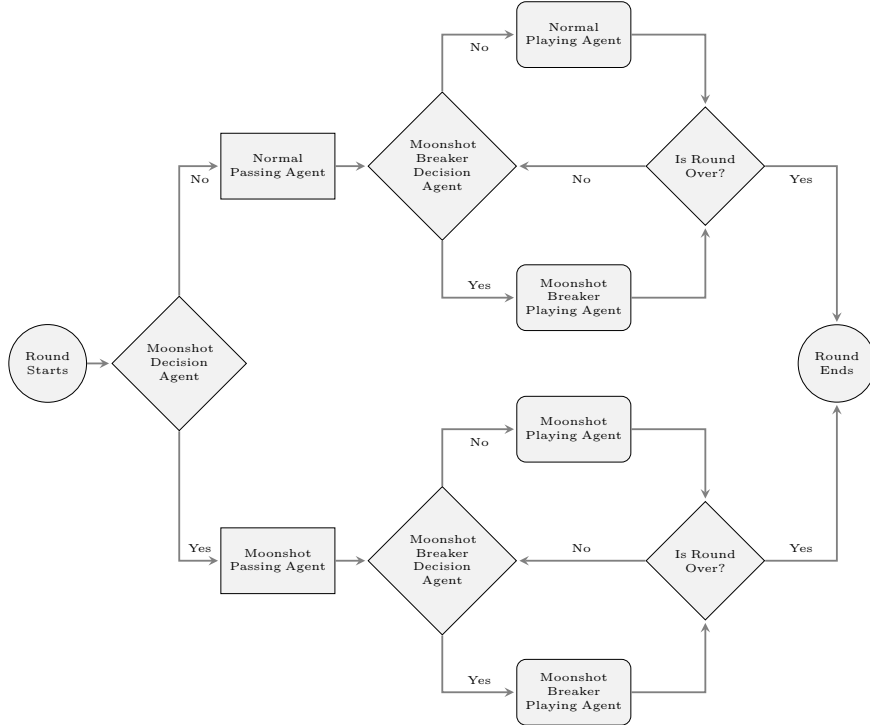 Normal
Playing Agent
No
Normal
Passing Agent
Moonshot
Breaker
Decision
Agent
Is Round
Over?
No
No
Yes
Yes
Moonshot
Breaker
Playing Agent
Round
Starts
Moonshot
Decision
Agent
Round
Ends
Moonshot
Playing Agent
No
Yes
Moonshot
Passing Agent
Moonshot
Breaker
Decision
Agent
No
Is Round
Over?
Yes
Yes
Moonshot
Breaker
Playing Agent